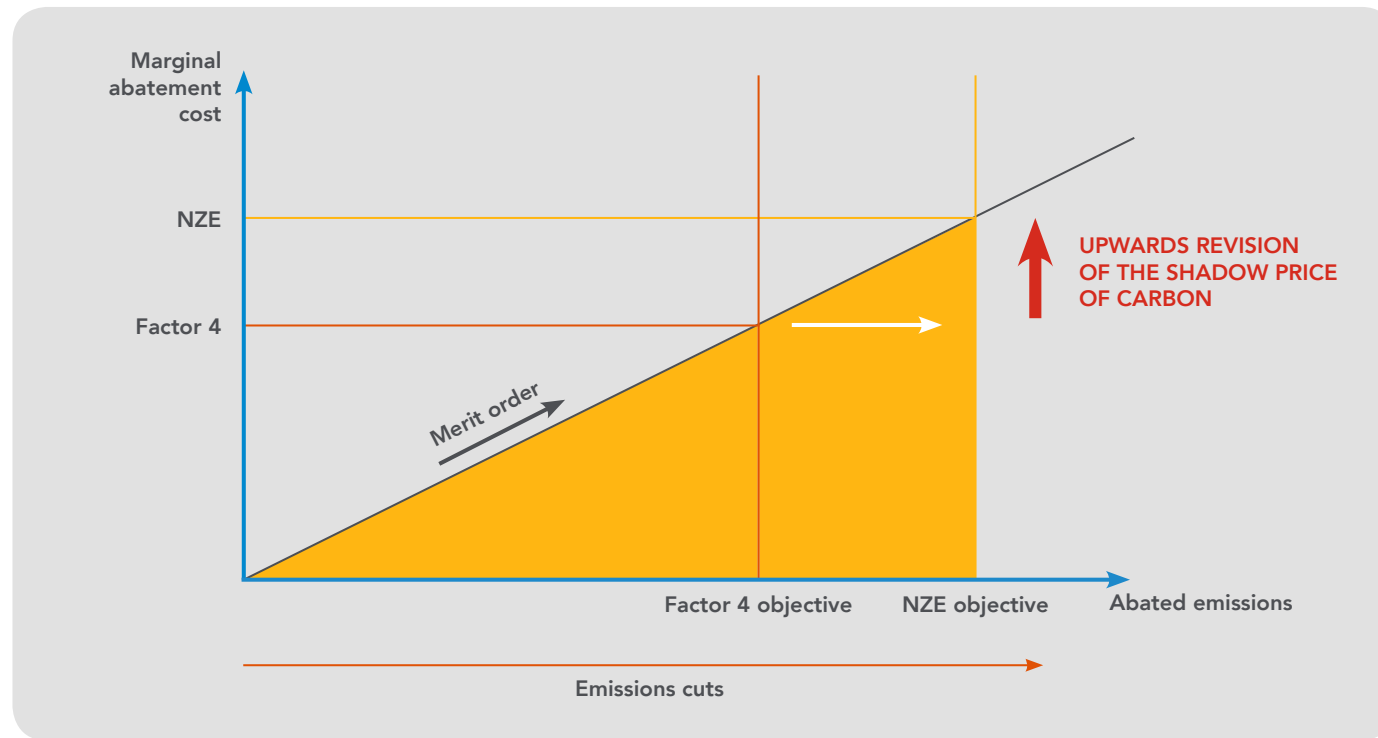 Marginal
abatement
cost
NZE
UPWARDS REVISION
OF THE SHADOW PRICE
OF CARBON
Factor 4
Merit order
Factor 4 objective
NZE objective
Abated emissions
Emissions cuts